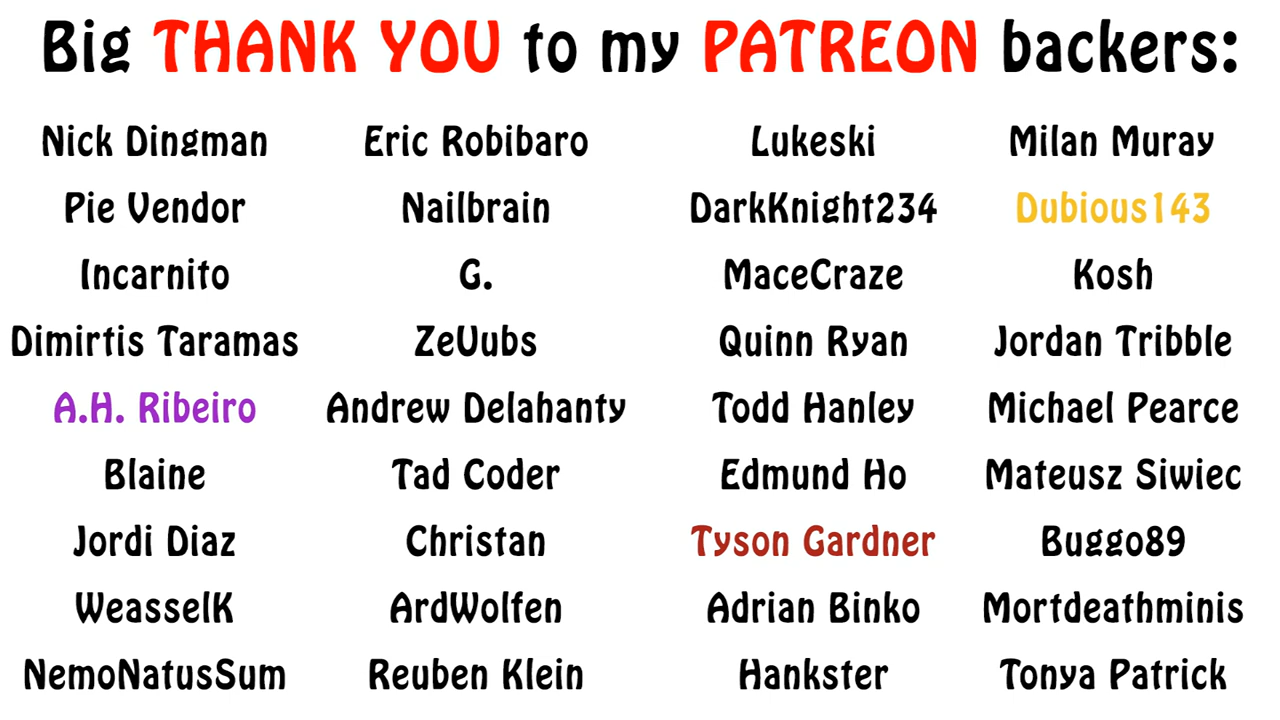 Big THANK YOU to my PATREON backers:
Nick Dingman Eric Robibaro Lukeski Milan Muray
Pie Vendor Nailbrain DarkKnight234 Dubious143
Incarnito G. MaceCraze Kosh
Dimirtis Taramas ZeVubs Quinn Ryan Jordan Tribble
A.H. Ribeiro Andrew Delahanty Todd Hanley Michael Pearce
Blaine Tad Coder Edmund Ho Mateusz Siwiec
Jordi Diaz Christan Tyson Gardner Buggo89
WeasselK ArdWolfen Adrian Binko Mortdeathminis
NemoNatusSum Reuben Klein Hankster Tonya Patrick